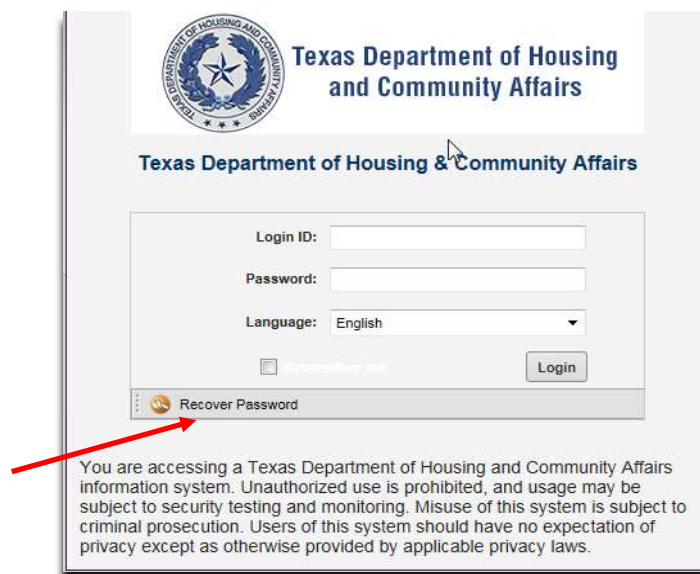 TEXAS DEPARTMENT OF HOUSING AND COMMUNITY AFFAIRS
Texas Department of Housing
and Community Affairs
Texas Department of Housing & Community Affairs
Login ID:
Password:
Language: English
Remember me
Login
Recover Password
You are accessing a Texas Department of Housing and Community Affairs
information system. Unauthorized use is prohibited, and usage may be
subject to security testing and monitoring. Misuse of this system is subject to
criminal prosecution. Users of this system should have no expectation of
privacy except as otherwise provided by applicable privacy laws.